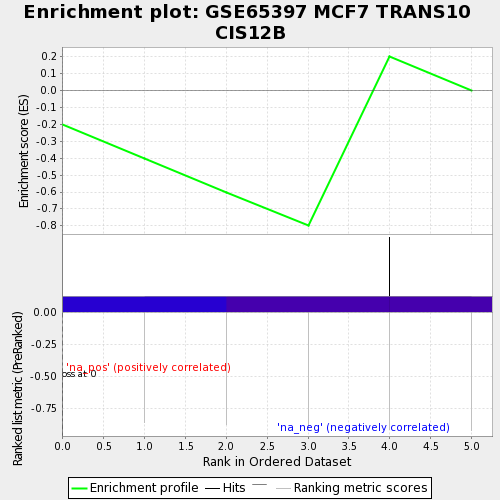 Enrichment plot: GSE65397 MCF7 TRANS10
CIS12B
Enrichment score (ES)
0.2
0.1
0.0
-0.1
-0.2
-0.3
-0.4
-0.5
-0.6
-0.7
-0.8
Ranked list metric (PreRanked)
0.00
-0.25
-0.50
-0.75
'na_pos' (positively correlated)
oss at 0
'na_neg' (negatively correlated)
0.0 0.5 1.0 1.5 2.0 2.5 3.0 3.5 4.0 4.5 5.0
Rank in Ordered Dataset
Enrichment profile Hits Ranking metric scores